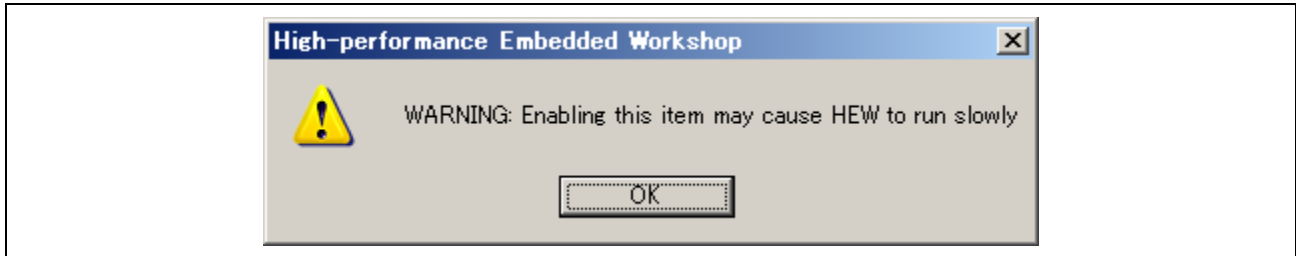 High-performance Embedded Workshop
WARNING: Enabling this item may cause HEW to run slowly
OK